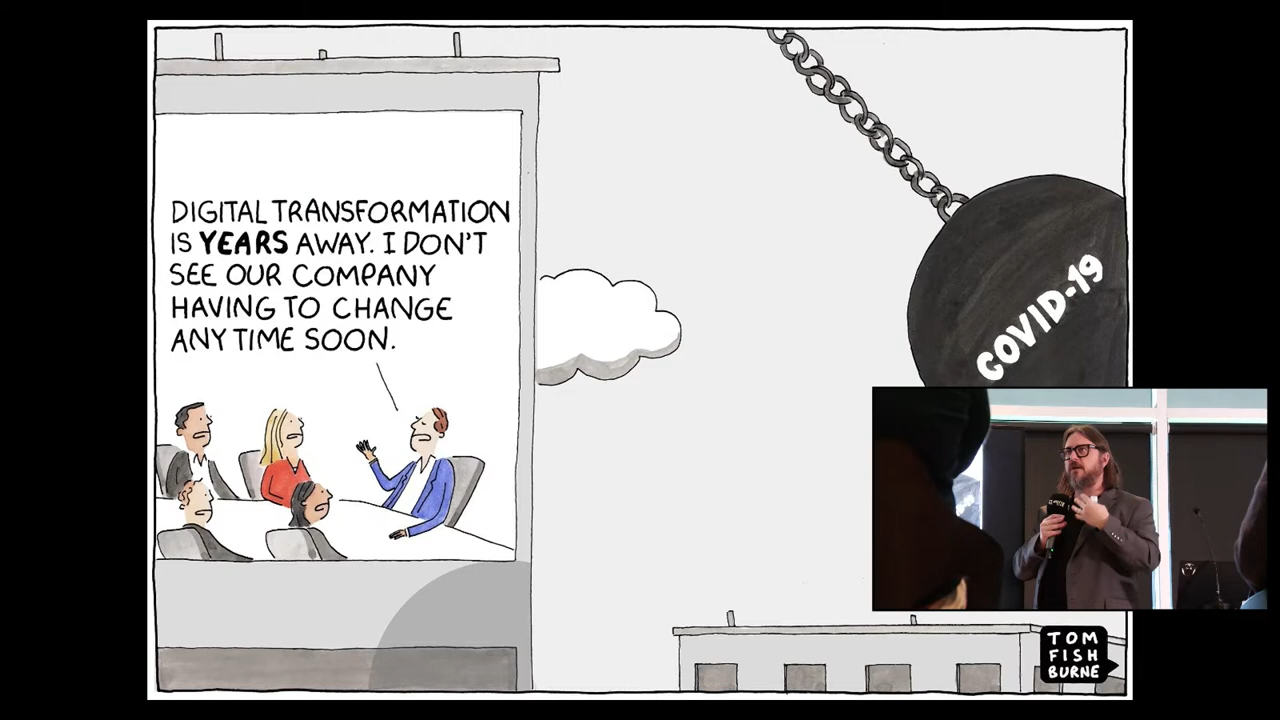 DIGITAL TRANSFORMATION
IS YEARS AWAY. I DON'T
SEE OUR COMPANY
HAVING TO CHANGE
ANY TIME SOON.
COVID-19
TOM
FISH
BURNE